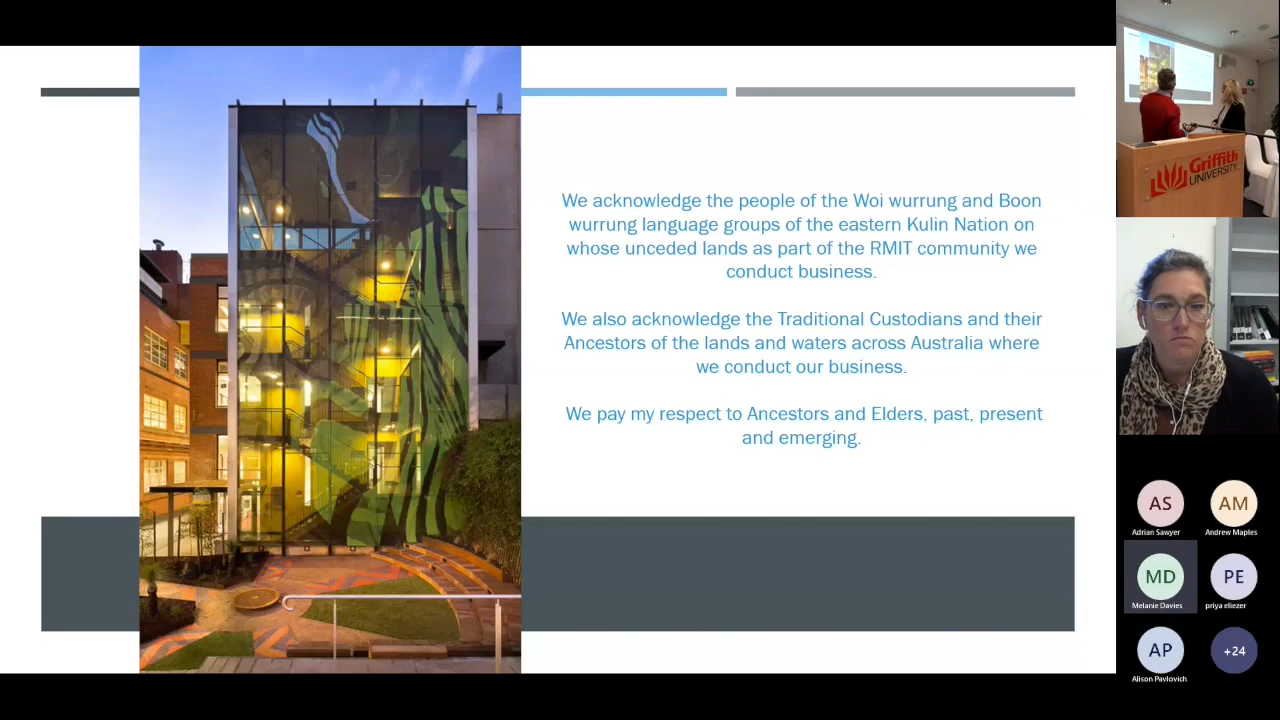 We acknowledge the people of the Woi wurrung and Boon
wurrung language groups of the eastern Kulin Nation on
whose unceded lands as part of the RMIT community we
conduct business.
We also acknowledge the Traditional Custodians and their
Ancestors of the lands and waters across Australia where
we conduct our business.
We pay my respect to Ancestors and Elders, past, present
and emerging.
Griffith
UNIVERSITY
AS
Adrian Sawyer
AM
Andrew Maples
MD
Melanie Davies
PE
priya eliezer
AP
Alison Pavlovich
+24